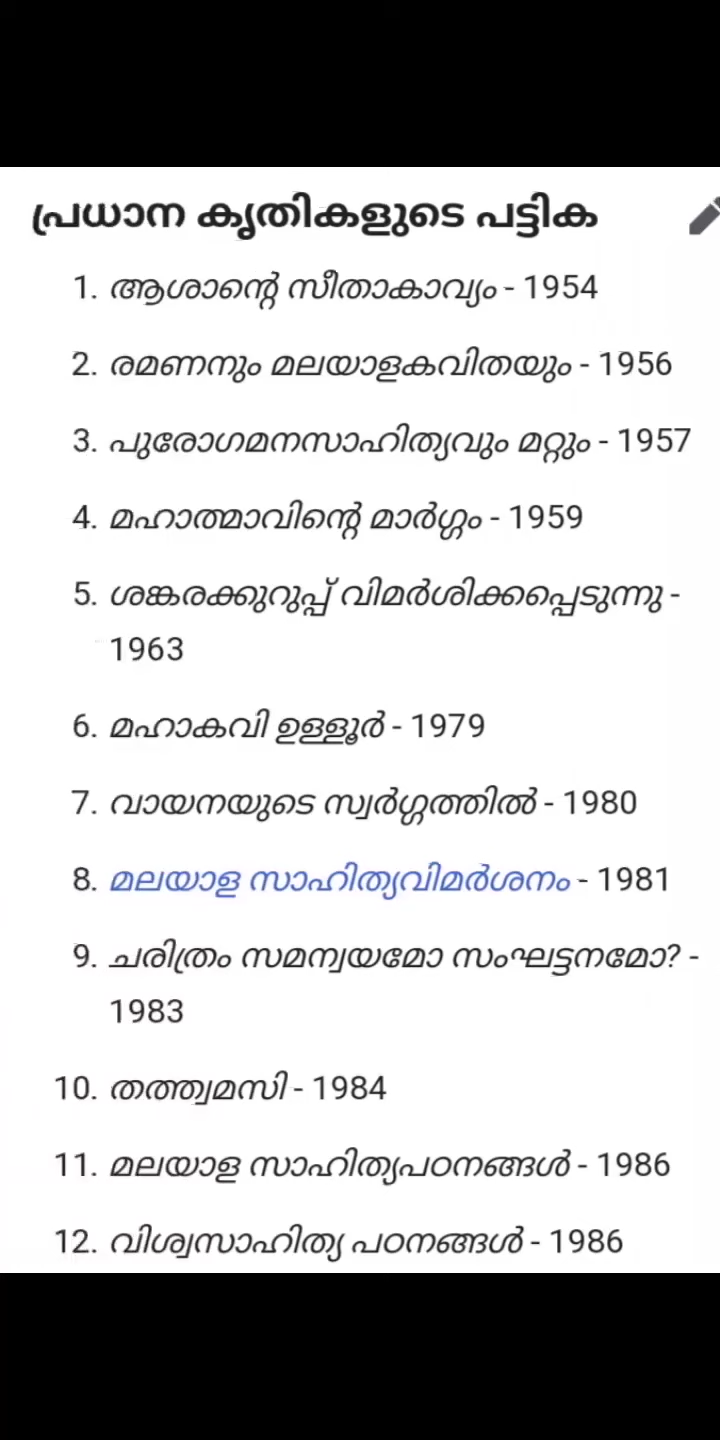 പ്രധാന കൃതികളുടെ പട്ടിക
1. ആശാന്റെ സീതാകാവ്യം - 1954
2. രമണനും മലയാളകവിതയും - 1956
3. പുരോഗമനസാഹിത്യവും മറ്റും - 1957
4. മഹാത്മാവിന്റെ മാർഗ്ഗം - 1959
5. ശങ്കരക്കുറുപ്പ് വിമർശിക്കപ്പെടുന്നു -
1963
6. മഹാകവി ഉള്ളൂർ - 1979
7. വായനയുടെ സ്വർഗ്ഗത്തിൽ - 1980
8. മലയാള സാഹിത്യവിമർശനം - 1981
9. ചരിത്രം സമന്വയമോ സംഘട്ടനമോ? -
1983
10. തത്ത്വമസി - 1984
11. മലയാള സാഹിത്യപഠനങ്ങൾ - 1986
12. വിശ്വസാഹിത്യ പഠനങ്ങൾ - 1986